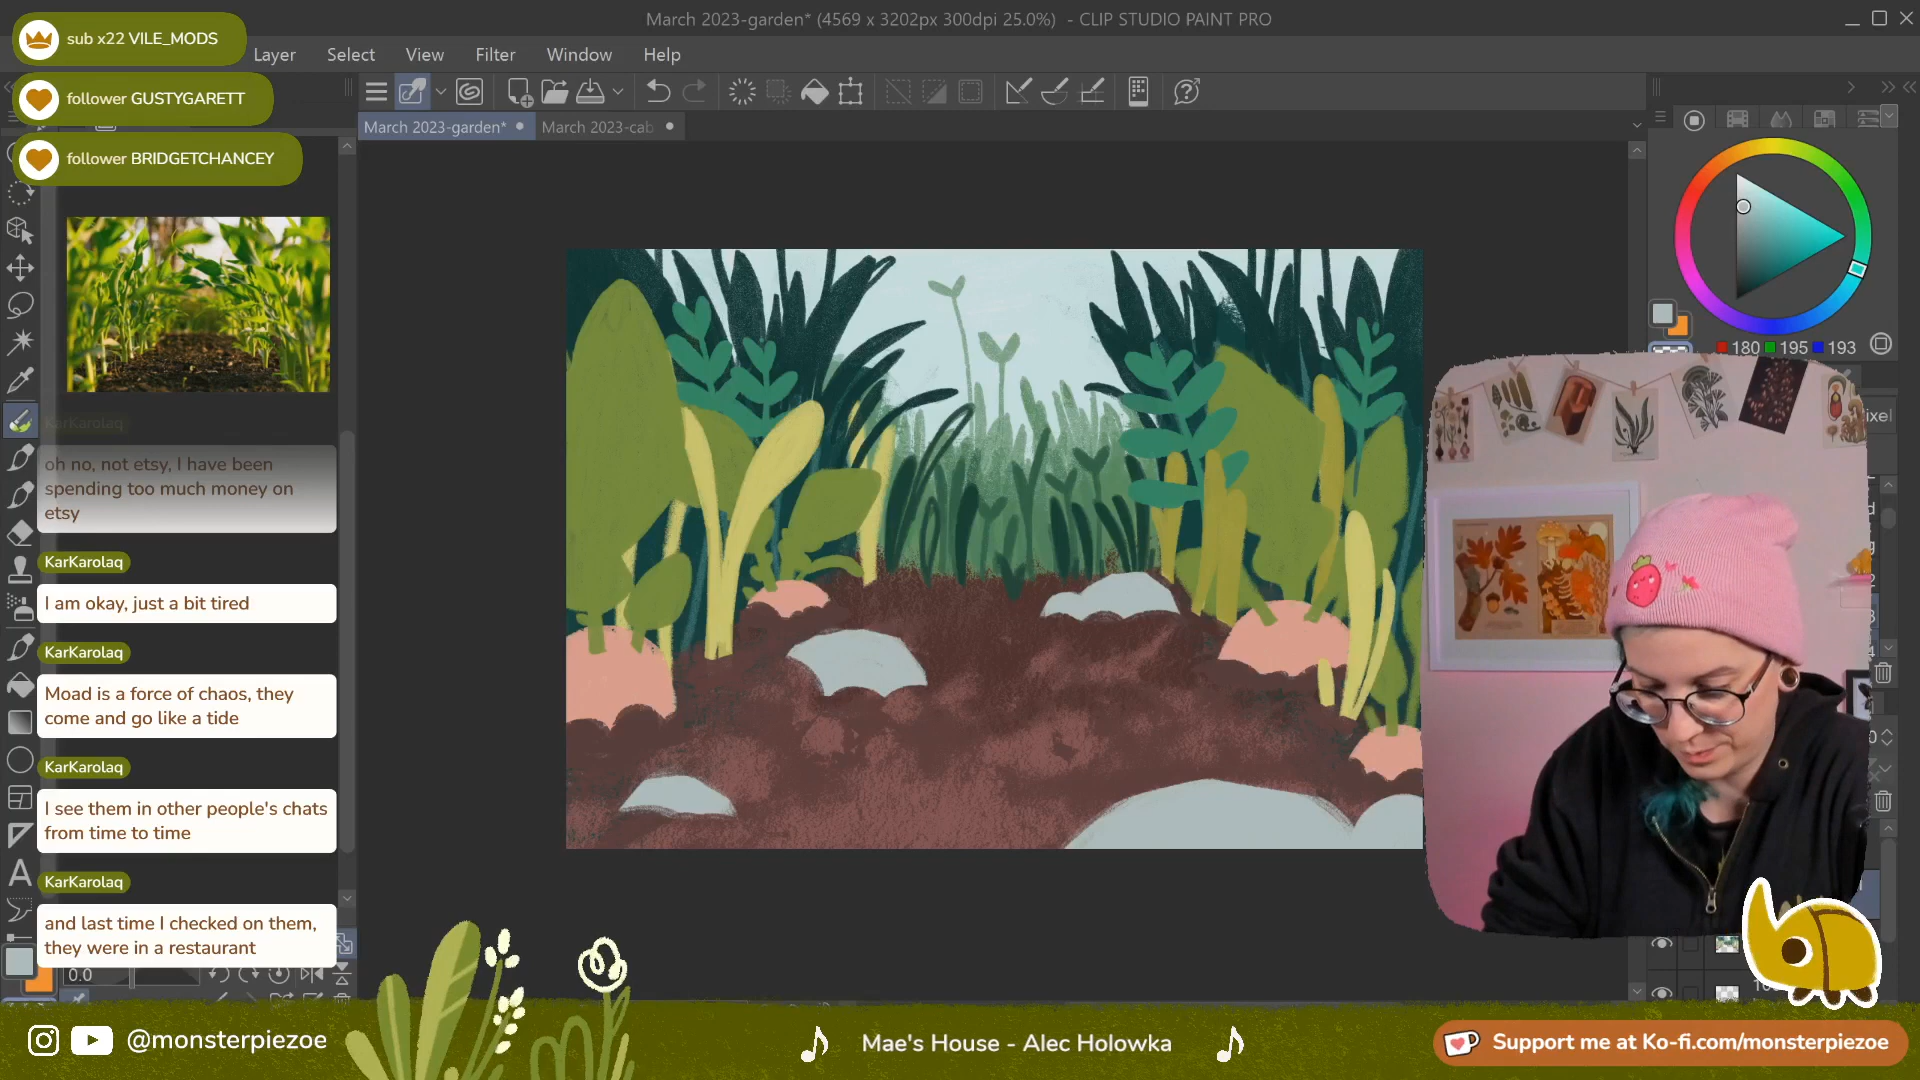 March 2023-garden* (4569 x 3202px 300dpi 25.0%) - CLIP STUDIO PAINT PRO
sub x22 VILE_MODS
Layer Select View Filter Window Help
follower GUSTYGARETT
March 2023-garden* March 2023-cab
follower BRIDGETCHANCEY
180 195 193
oh no, not etsy, I have been
spending too much money on
etsy
KarKarolaq
I am okay, just a bit tired
KarKarolaq
Moad is a force of chaos, they
come and go like a tide
KarKarolaq
I see them in other people's chats
from time to time
KarKarolaq
and last time I checked on them,
they were in a restaurant
0.0
@monsterpiezoe
Mae's House - Alec Holowka
Support me at Ko-fi.com/monsterpiezoe